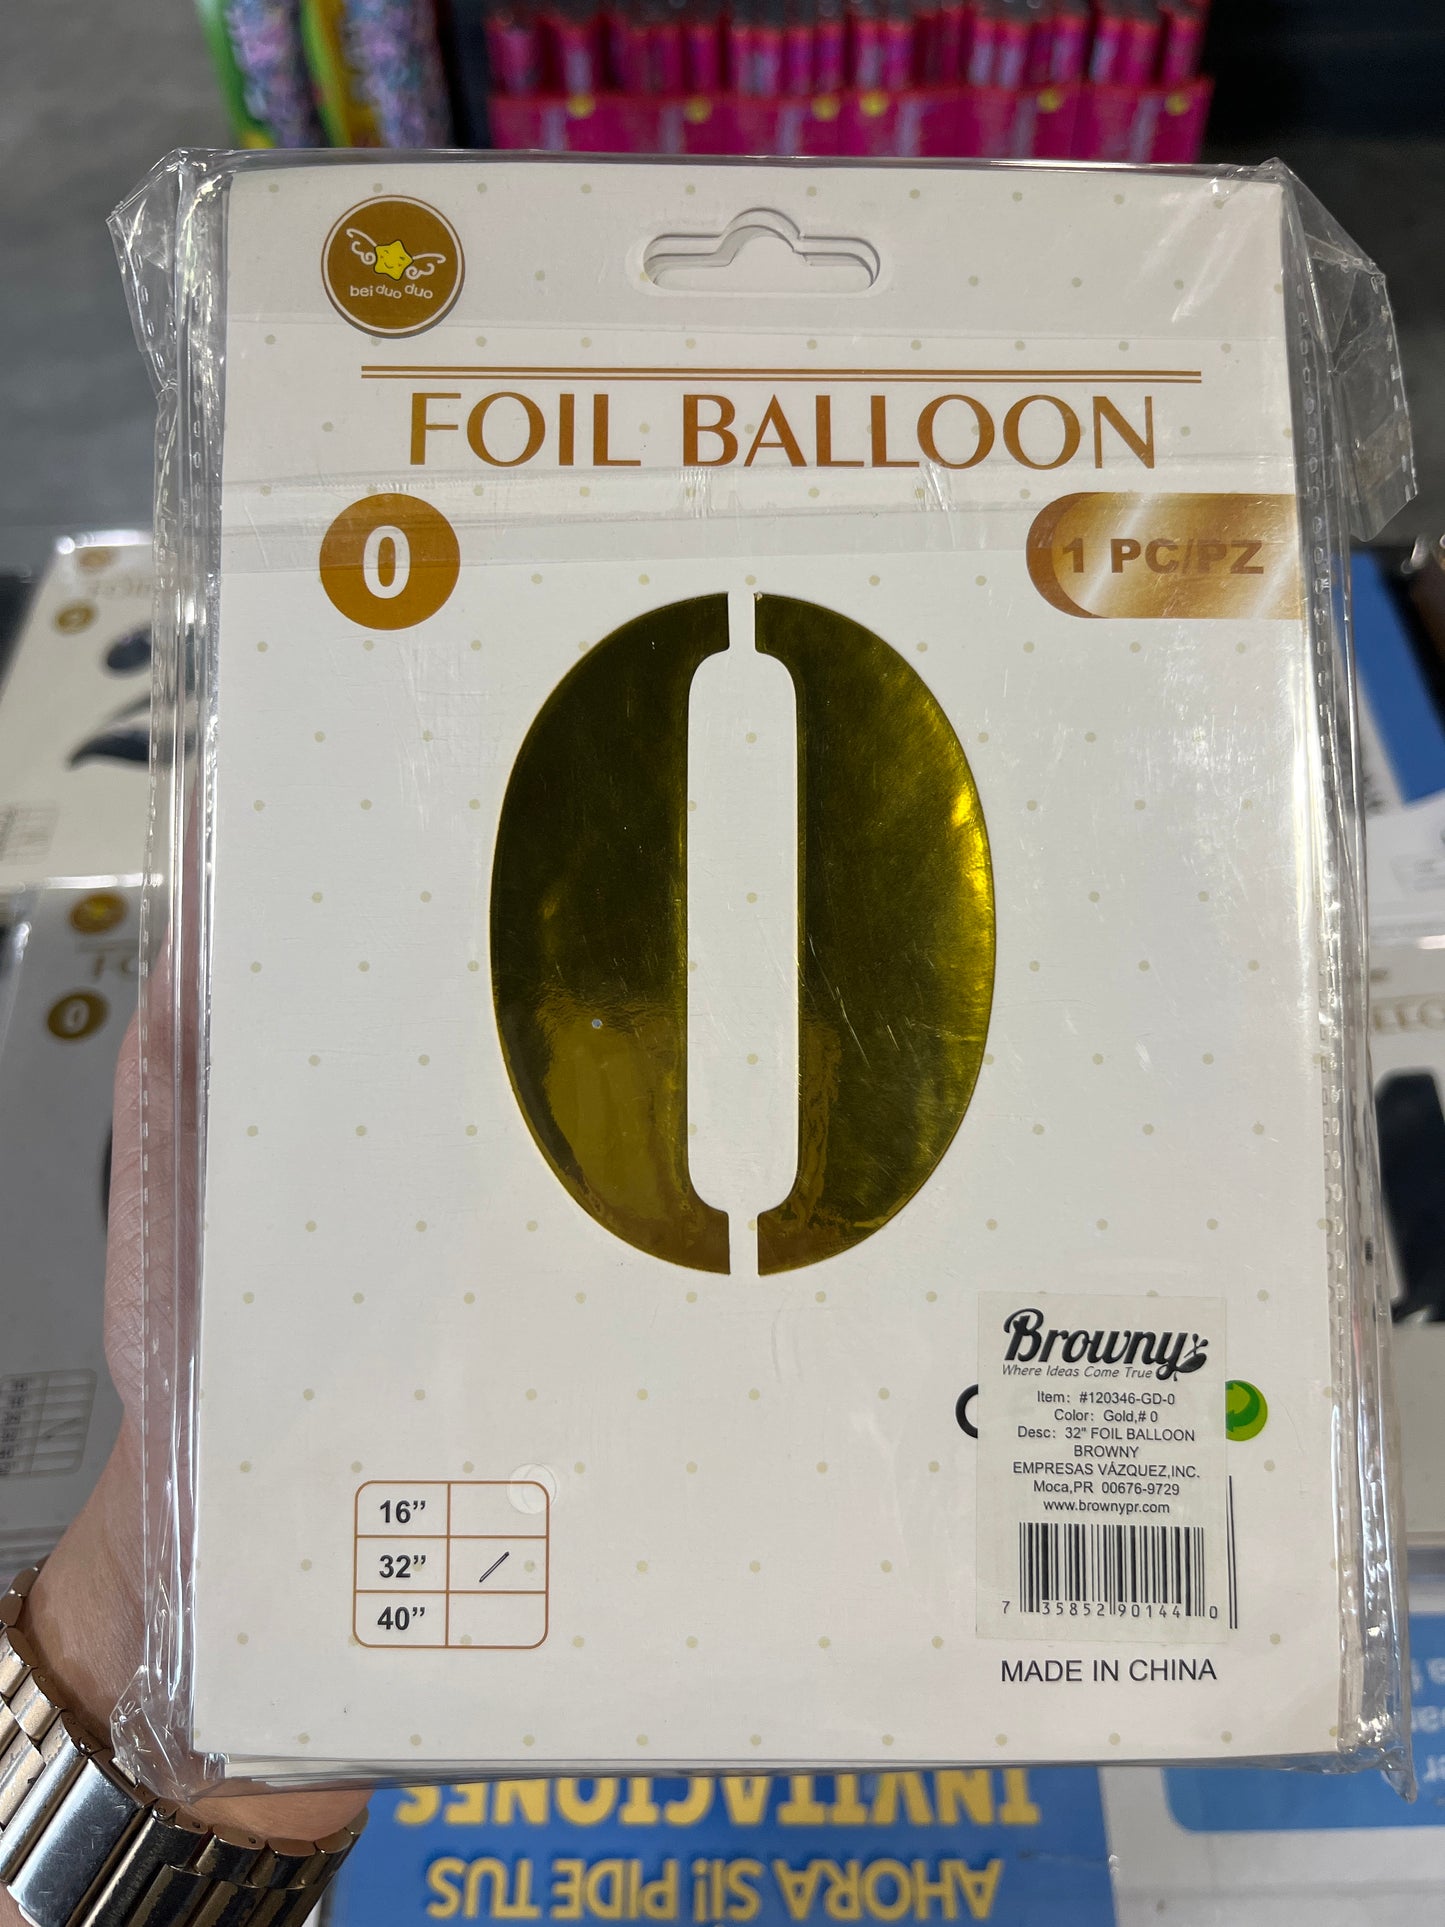 bei duo duo
FOIL BALLOON
0
1 PC/PZ
Browny
Where Ideas Come True
Item: #120346-GD-0
Color: Gold,# 0
Desc: 32" FOIL BALLOON
BROWNY
EMPRESAS VÁZQUEZ,INC.
Moca,PR 00676-9729
www.brownypr.com
7 35852 90144 0
16”
32”
40”
MADE IN CHINA
0
INVITACIONES
AHORA SI! PIDE TUS